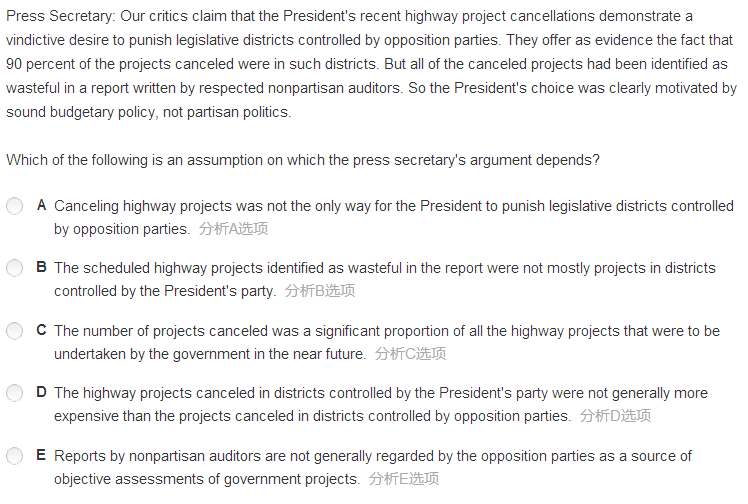 Press Secretary: Our critics claim that the President's recent highway project cancellations demonstrate a
vindictive desire to punish legislative districts controlled by opposition parties. They offer as evidence the fact that
90 percent of the projects canceled were in such districts. But all of the canceled projects had been identified as
wasteful in a report written by respected nonpartisan auditors. So the President's choice was clearly motivated by
sound budgetary policy, not partisan politics.
Which of the following is an assumption on which the press secretary's argument depends?
A Canceling highway projects was not the only way for the President to punish legislative districts controlled
by opposition parties. 分析A选项
B The scheduled highway projects identified as wasteful in the report were not mostly projects in districts
controlled by the President's party. 分析B选项
C The number of projects canceled was a significant proportion of all the highway projects that were to be
undertaken by the government in the near future. 分析C选项
D The highway projects canceled in districts controlled by the President's party were not generally more
expensive than the projects canceled in districts controlled by opposition parties. 分析D选项
E Reports by nonpartisan auditors are not generally regarded by the opposition parties as a source of
objective assessments of government projects. 分析E选项